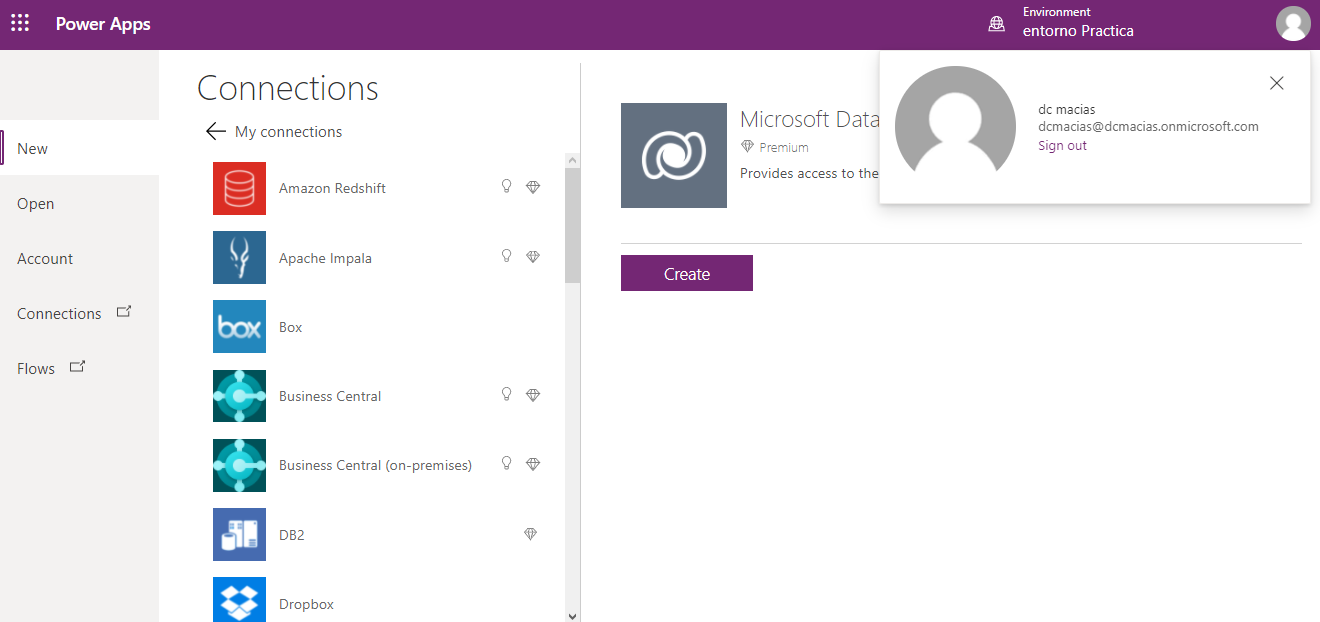 Power Apps
Environment
entorno Practica
New
Open
Account
Connections
Flows
Connections
My connections
Amazon Redshift
Apache Impala
box
Box
Business Central
Business Central (on-premises)
DB2
Dropbox
Microsoft Data
Premium
Provides access to the
Create
dc macias
dcmacias@dcmacias.onmicrosoft.com
Sign out